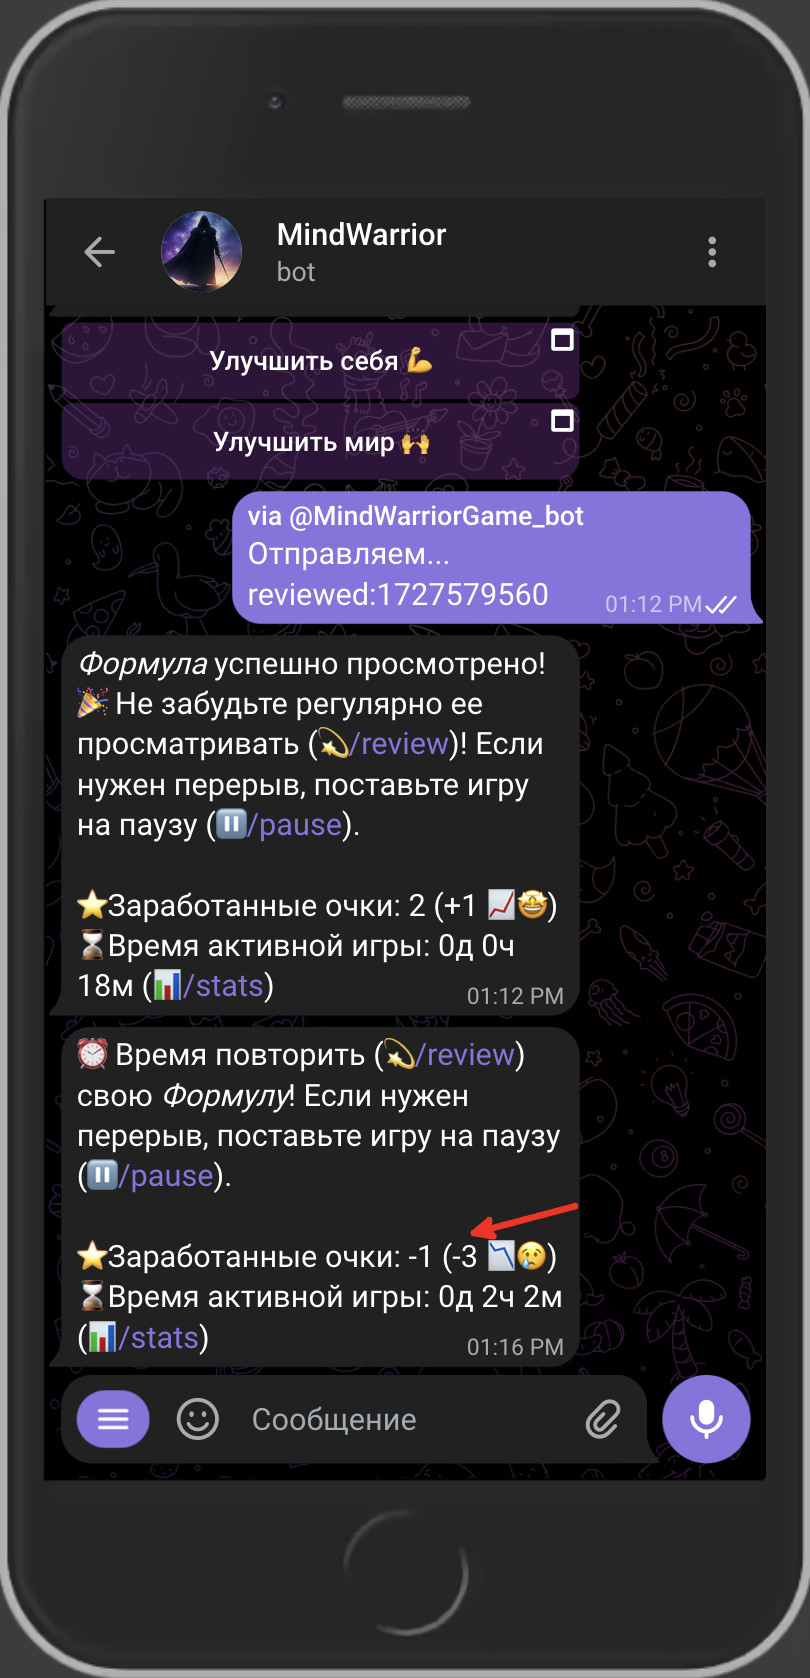 MindWarrior
bot
Улучшить себя💪
Улучшить мир🙌
via @MindWarriorGame_bot
Отправляем...
reviewed:1727579560
01:12 PM
Формула успешно просмотрено!
🎉 Не забудьте регулярно ее
просматривать (💫/review)! Если
нужен перерыв, поставьте игру
на паузу (⏸/pause).
⭐Заработанные очки: 2 (+1 📈🤩)
⏳Время активной игры: 0д 0ч
18м (📊/stats)
01:12 PM
⏰ Время повторить (💫/review)
свою Формулу! Если нужен
перерыв, поставьте игру на паузу
(⏸/pause).
⭐Заработанные очки: -1 (-3 📉😢)
⏳Время активной игры: 0д 2ч 2м
(📊/stats)
01:16 PM
Сообщение